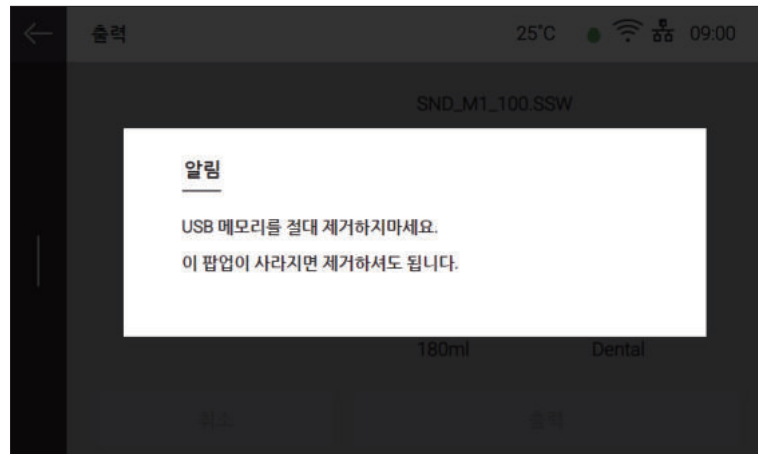 출력 25˚C 09:00
SND_M1_100.SSW
알림
USB 메모리를 절대 제거하지마세요.
이 팝업이 사라지면 제거하셔도 됩니다.
180ml Dental
취소 출력